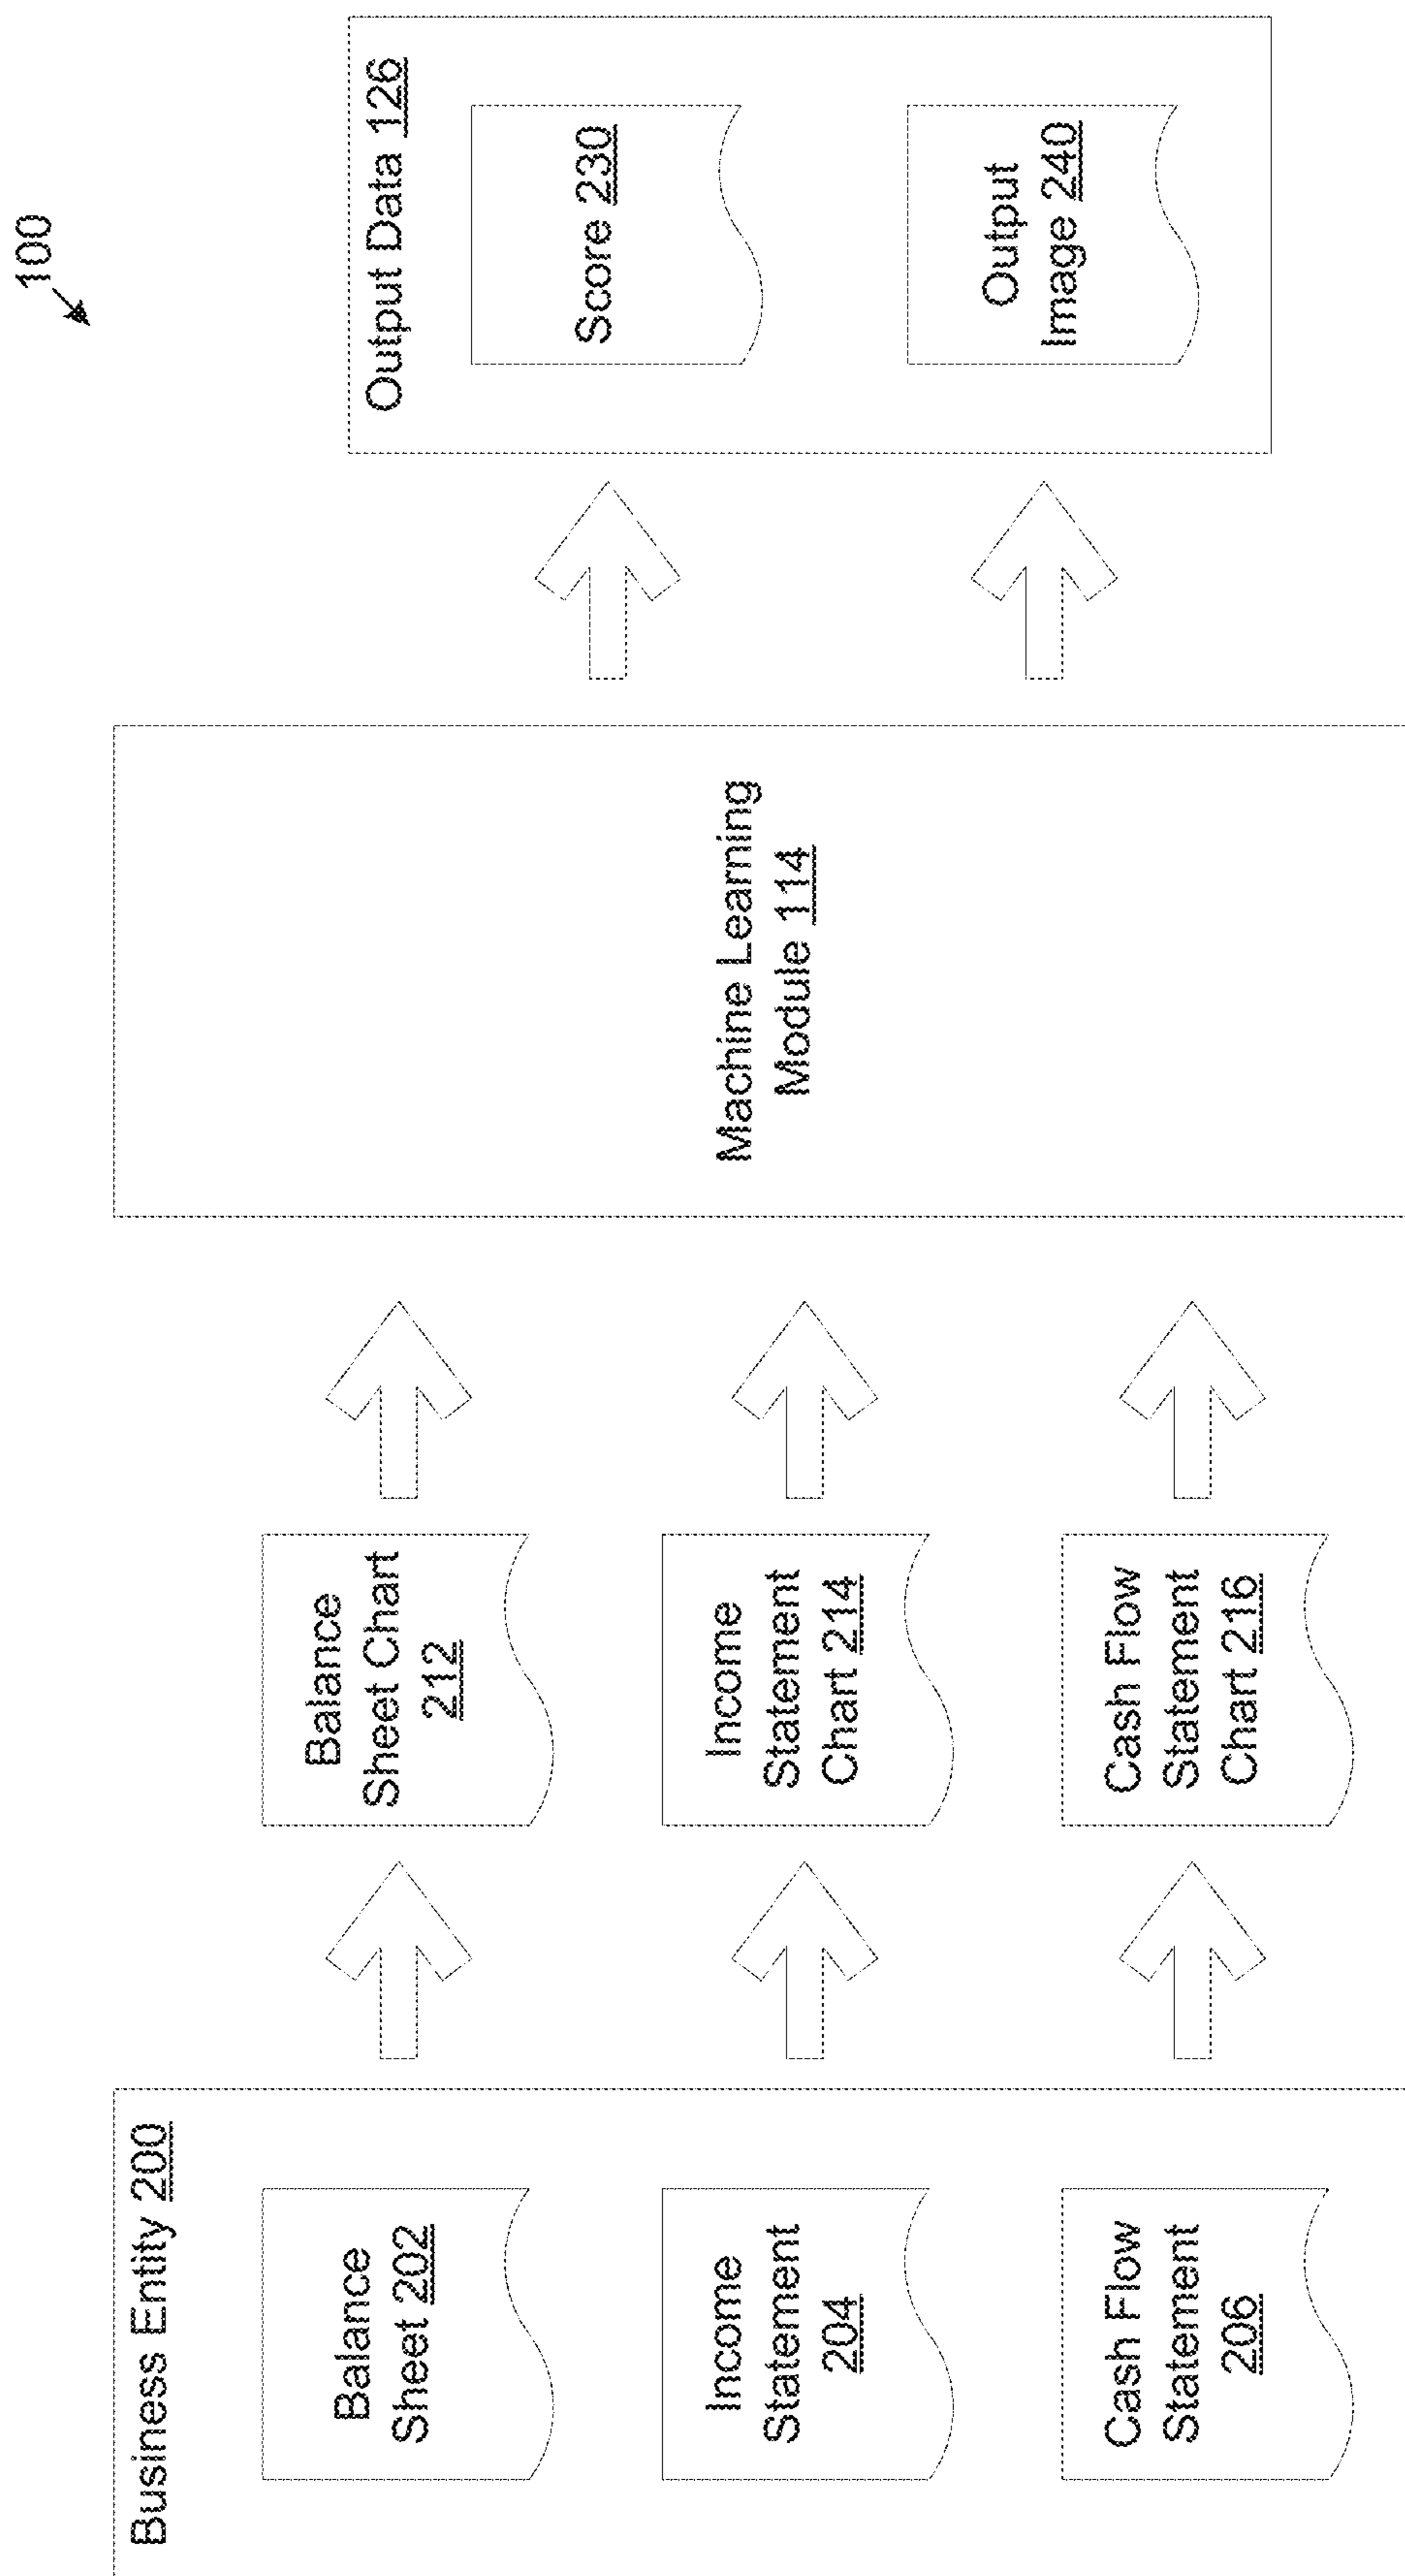 100
Business Entity 200
Balance
Sheet 202
Income
Statement
204
Cash Flow
Statement
206
Balance
Sheet Chart
212
Income
Statement
Chart 214
Cash Flow
Statement
Chart 216
Machine Learning
Module 114
Output Data 126
Score 230
Output
Image 240